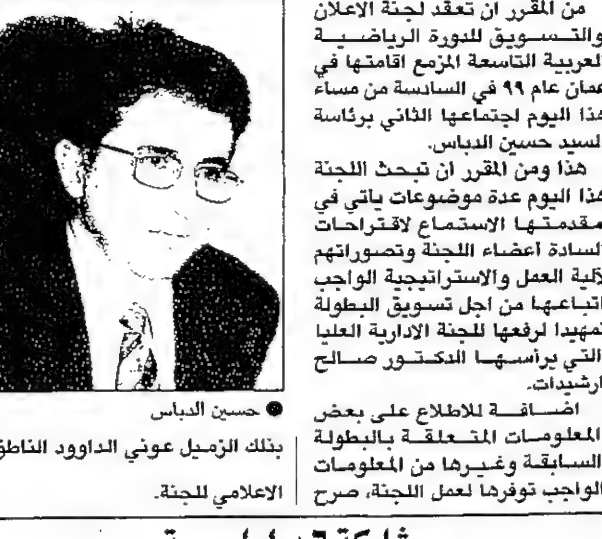 من المقرر ان تعقد لجنة الاعلان
والتسويق للدورة الرياضية
العربية التاسعة المزمع اقامتها في
عمان عام ٩٩ في السادسة من مساء
هذا اليوم اجتماعها الثاني برئاسة
السيد حسين الدباس.
هذا ومن المقرر ان تبحث اللجنة
هذا اليوم عدة موضوعات ياتي في
مقدمتها الاستماع لاقتراحات
السادة أعضاء اللجنة وتصوراتهم
لآلية العمل والاستراتيجية الواجب
اتباعها من اجل تسويق البطولة
تمهيدا لرفعها للجنة الادارية العليا
التي يرأسها الدكتور صالح
ارشيدات.
اضافة للاطلاع على بعض
المعلومات المتعلقة بالبطولة
السابقة وغيرها من المعلومات
الواجب توفرها لعمل اللجنة، صرح
● حسين الدباس
بذلك الزميل عوني الداوود الناطق
الاعلامي للجنة.